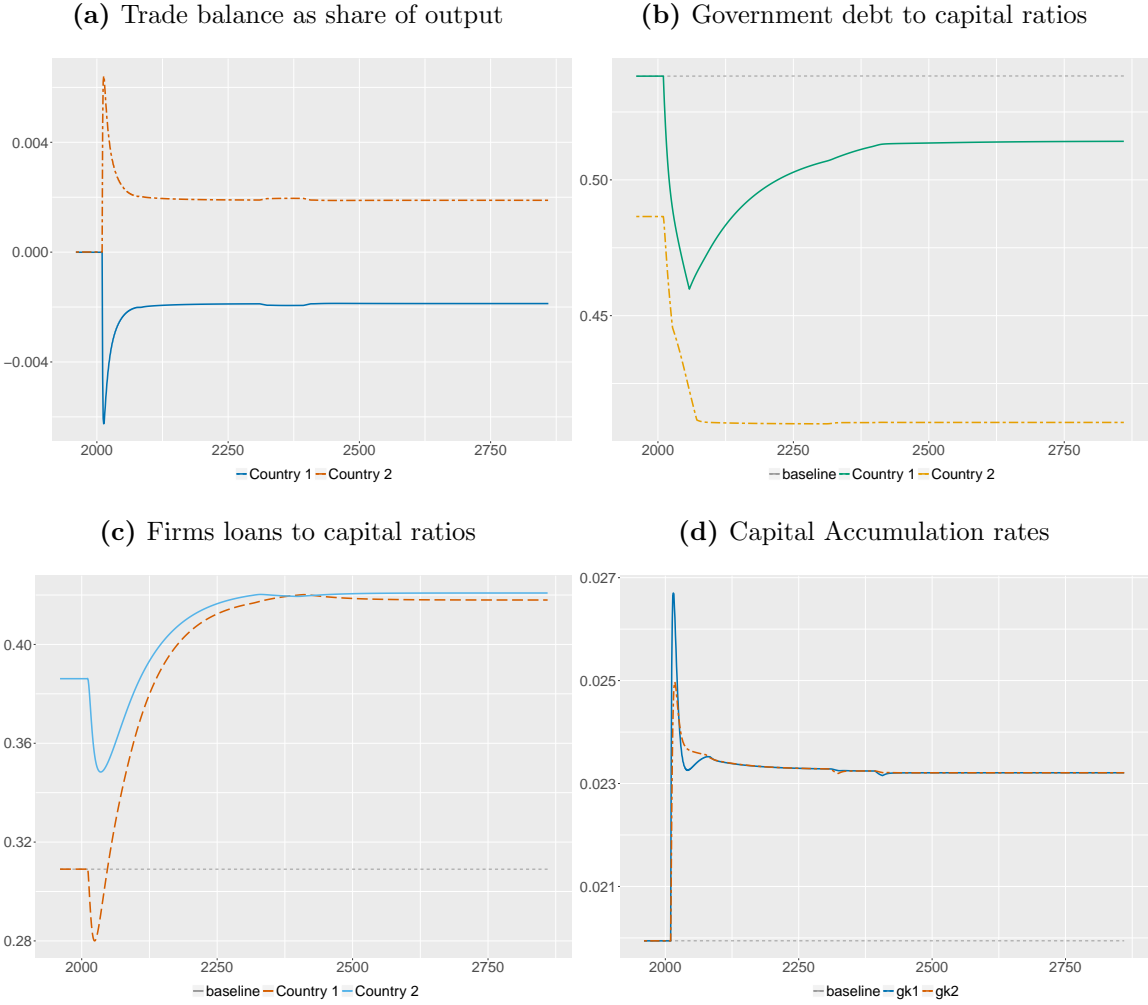 (a) Trade balance as share of output
0.004
0.000
−0.004
2000 2250 2500 2750
Country 1 Country 2
(b) Government debt to capital ratios
0.50
0.45
2000 2250 2500 2750
baseline Country 1 Country 2
(c) Firms loans to capital ratios
0.40
0.36
0.32
0.28
2000 2250 2500 2750
baseline Country 1 Country 2
(d) Capital Accumulation rates
0.027
0.025
0.023
0.021
2000 2250 2500 2750
baseline gk1 gk2